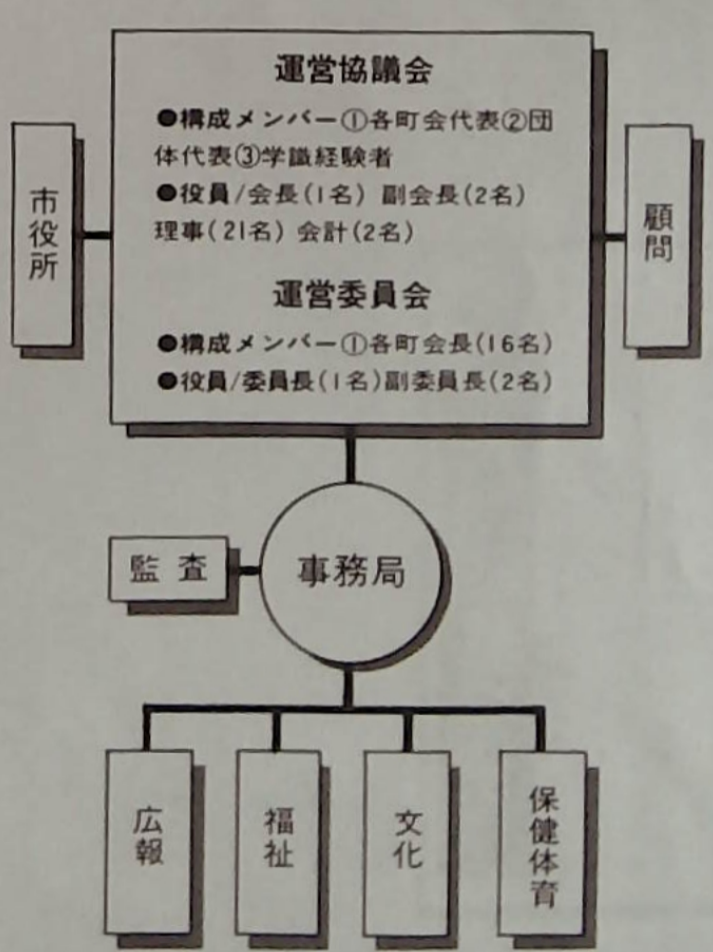 運営協議会
●構成メンバー①各町会代表②団
体代表③学識経験者
●役員/会長(1名) 副会長(2名)
理事(21名) 会計(2名)
運営委員会
●構成メンバー①各町会長(16名)
●役員/委員長(1名)副委員長(2名)
市役所
顧問
監査
事務局
広報
福祉
文化
保健体育